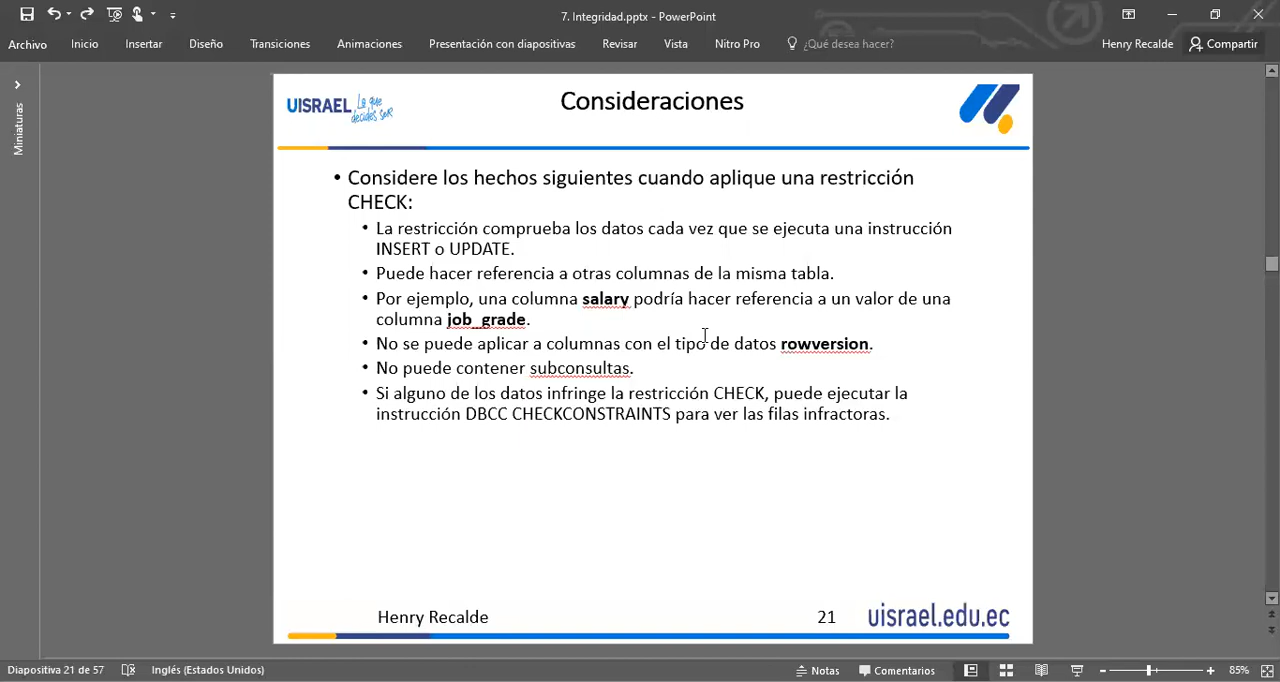 7. Integridad.pptx - PowerPoint
Archivo Inicio Insertar Diseño Transiciones Animaciones Presentación con diapositivas Revisar Vista Nitro Pro ¿Qué desea hacer? Henry Recalde Compartir
Miniaturas
UISRAEL La que decides ser
Consideraciones
• Considere los hechos siguientes cuando aplique una restricción
CHECK:
• La restricción comprueba los datos cada vez que se ejecuta una instrucción
INSERT o UPDATE.
• Puede hacer referencia a otras columnas de la misma tabla.
• Por ejemplo, una columna salary podría hacer referencia a un valor de una
columna job_grade.
• No se puede aplicar a columnas con el tipo de datos rowversion.
• No puede contener subconsultas.
• Si alguno de los datos infringe la restricción CHECK, puede ejecutar la
instrucción DBCC CHECKCONSTRAINTS para ver las filas infractoras.
Henry Recalde 21 uisrael.edu.ec
Diapositiva 21 de 57 Inglés (Estados Unidos) Notas Comentarios 85%